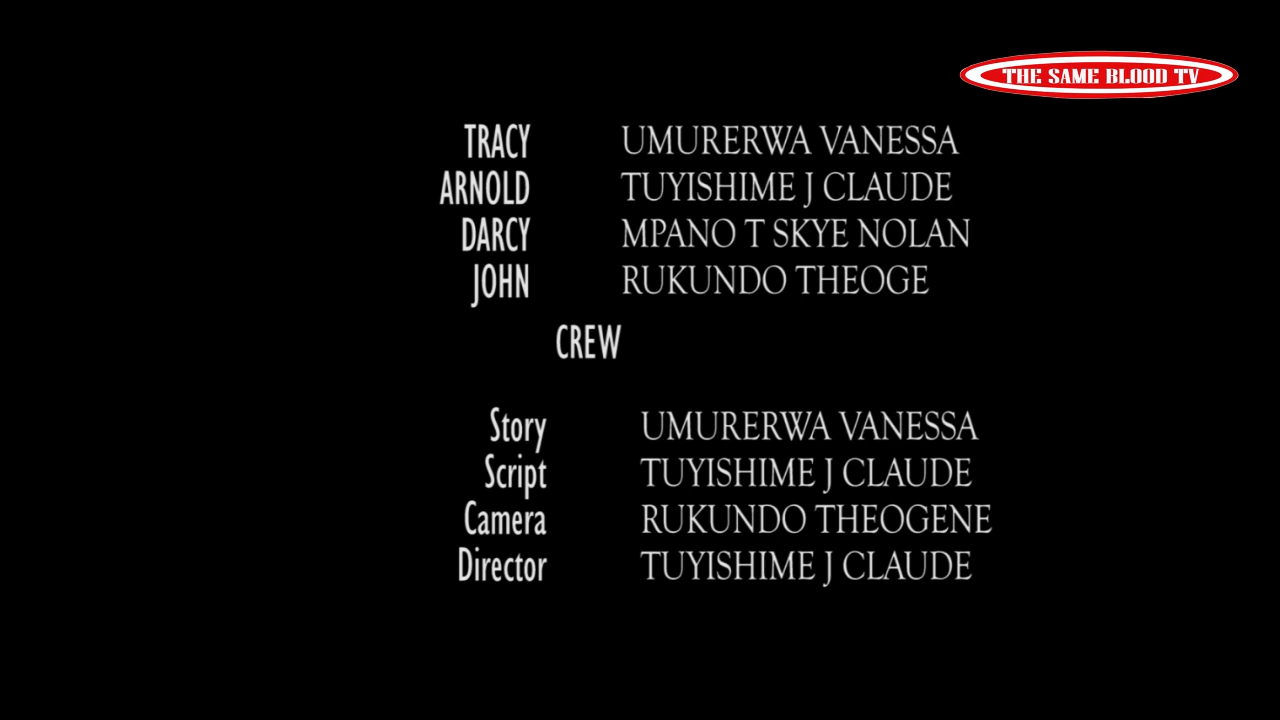 THE SAME BLOOD TV
TRACY UMURERWA VANESSA
ARNOLD TUYISHIME J CLAUDE
DARCY MPANO T SKYE NOLAN
JOHN RUKUNDO THEOGE
CREW
Story UMURERWA VANESSA
Script TUYISHIME J CLAUDE
Camera RUKUNDO THEOGENE
Director TUYISHIME J CLAUDE